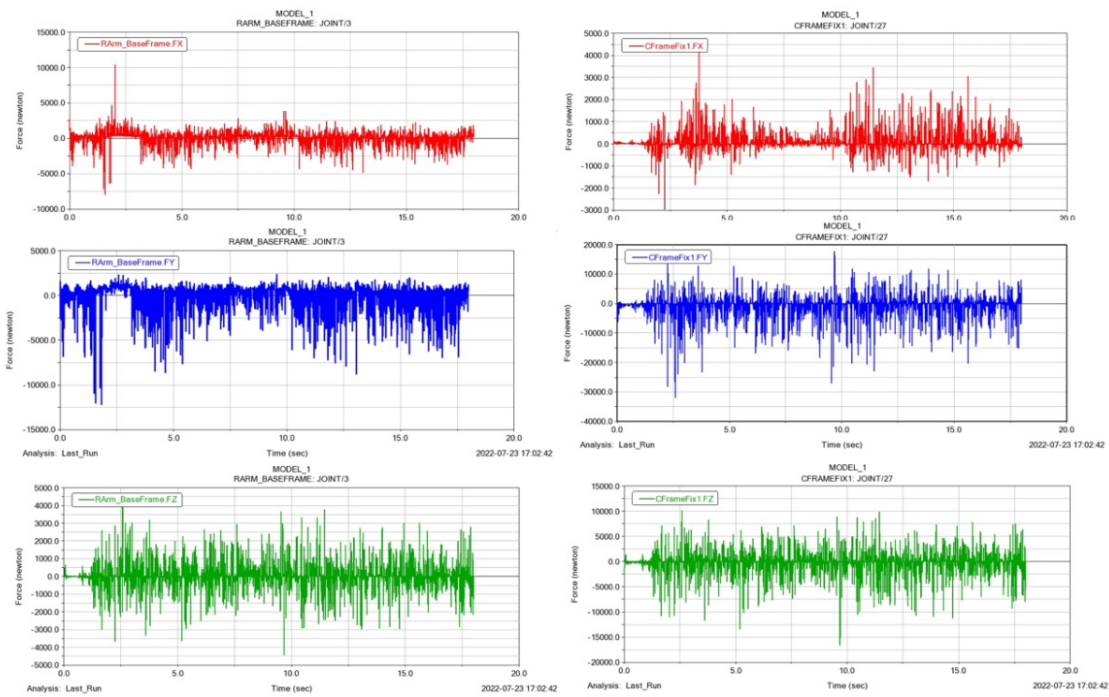 MODEL_1
RARM_BASEFRAME: JOINT/3
15000.0
10000.0
5000.0
0.0
-5000.0
-10000.0
Force (newton)
RArm_BaseFrame.FX
0.0 5.0 10.0 15.0 20.0
MODEL_1
CFRAMEFIX1: JOINT/27
5000.0
4000.0
3000.0
2000.0
1000.0
0.0
-1000.0
-2000.0
-3000.0
Force (newton)
CFrameFix1.FX
0.0 5.0 10.0 15.0 20.0
MODEL_1
RARM_BASEFRAME: JOINT/3
5000.0
0.0
-5000.0
-10000.0
-15000.0
Force (newton)
RArm_BaseFrame.FY
0.0 5.0 10.0 15.0 20.0
Analysis: Last_Run Time (sec) 2022-07-23 17:02:42
MODEL_1
CFRAMEFIX1: JOINT/27
20000.0
10000.0
0.0
-10000.0
-20000.0
-30000.0
-40000.0
Force (newton)
CFrameFix1.FY
0.0 5.0 10.0 15.0 20.0
Analysis: Last_Run Time (sec) 2022-07-23 17:02:42
MODEL_1
RARM_BASEFRAME: JOINT/3
5000.0
4000.0
3000.0
2000.0
1000.0
0.0
-1000.0
-2000.0
-3000.0
-4000.0
-5000.0
Force (newton)
RArm_BaseFrame.FZ
0.0 5.0 10.0 15.0 20.0
Analysis: Last_Run Time (sec) 2022-07-23 17:02:42
MODEL_1
CFRAMEFIX1: JOINT/27
15000.0
10000.0
5000.0
0.0
-5000.0
-10000.0
-15000.0
-20000.0
Force (newton)
CFrameFix1.FZ
0.0 5.0 10.0 15.0 20.0
Analysis: Last_Run Time (sec) 2022-07-23 17:02:42